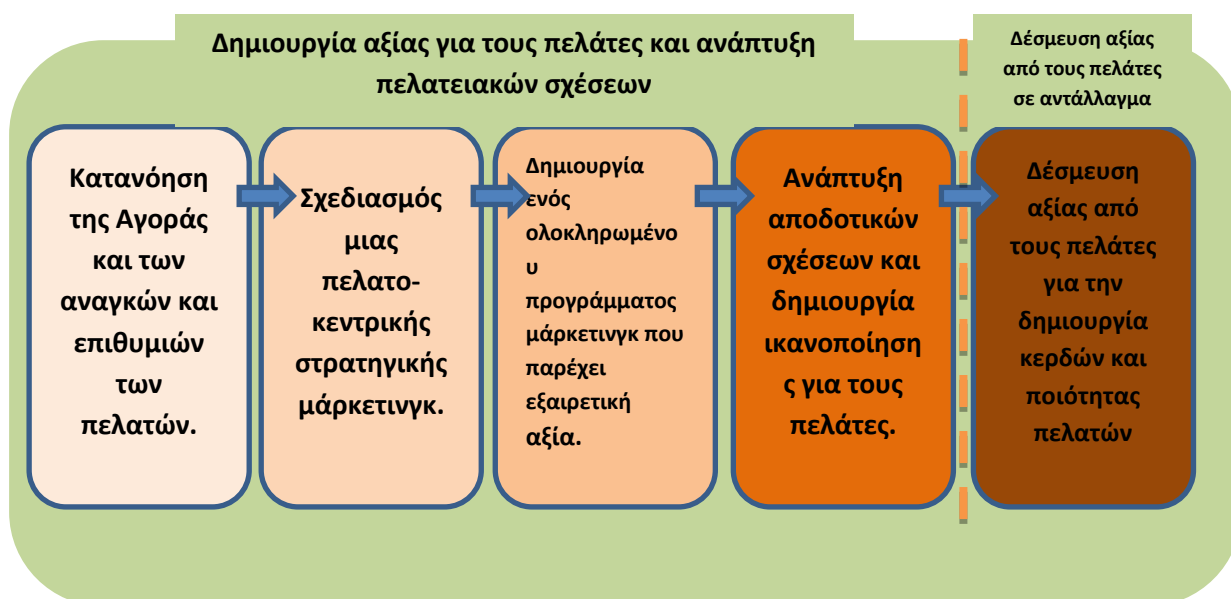 Δημιουργία αξίας για τους πελάτες και ανάπτυξη
πελατειακών σχέσεων
Δέσμευση αξίας
από τους πελάτες
σε αντάλλαγμα
Κατανόηση
της Αγοράς
και των
αναγκών και
επιθυμιών
των
πελατών.
Σχεδιασμός
μιας
πελατο-
κεντρικής
στρατηγικής
μάρκετινγκ.
Δημιουργία
ενός
ολοκληρωμένο
υ
προγράμματος
μάρκετινγκ που
παρέχει
εξαιρετική
αξία.
Ανάπτυξη
αποδοτικών
σχέσεων και
δημιουργία
ικανοποίηση
ς για τους
πελάτες.
Δέσμευση
αξίας από
τους πελάτες
για την
δημιουργία
κερδών και
ποιότητας
πελατών